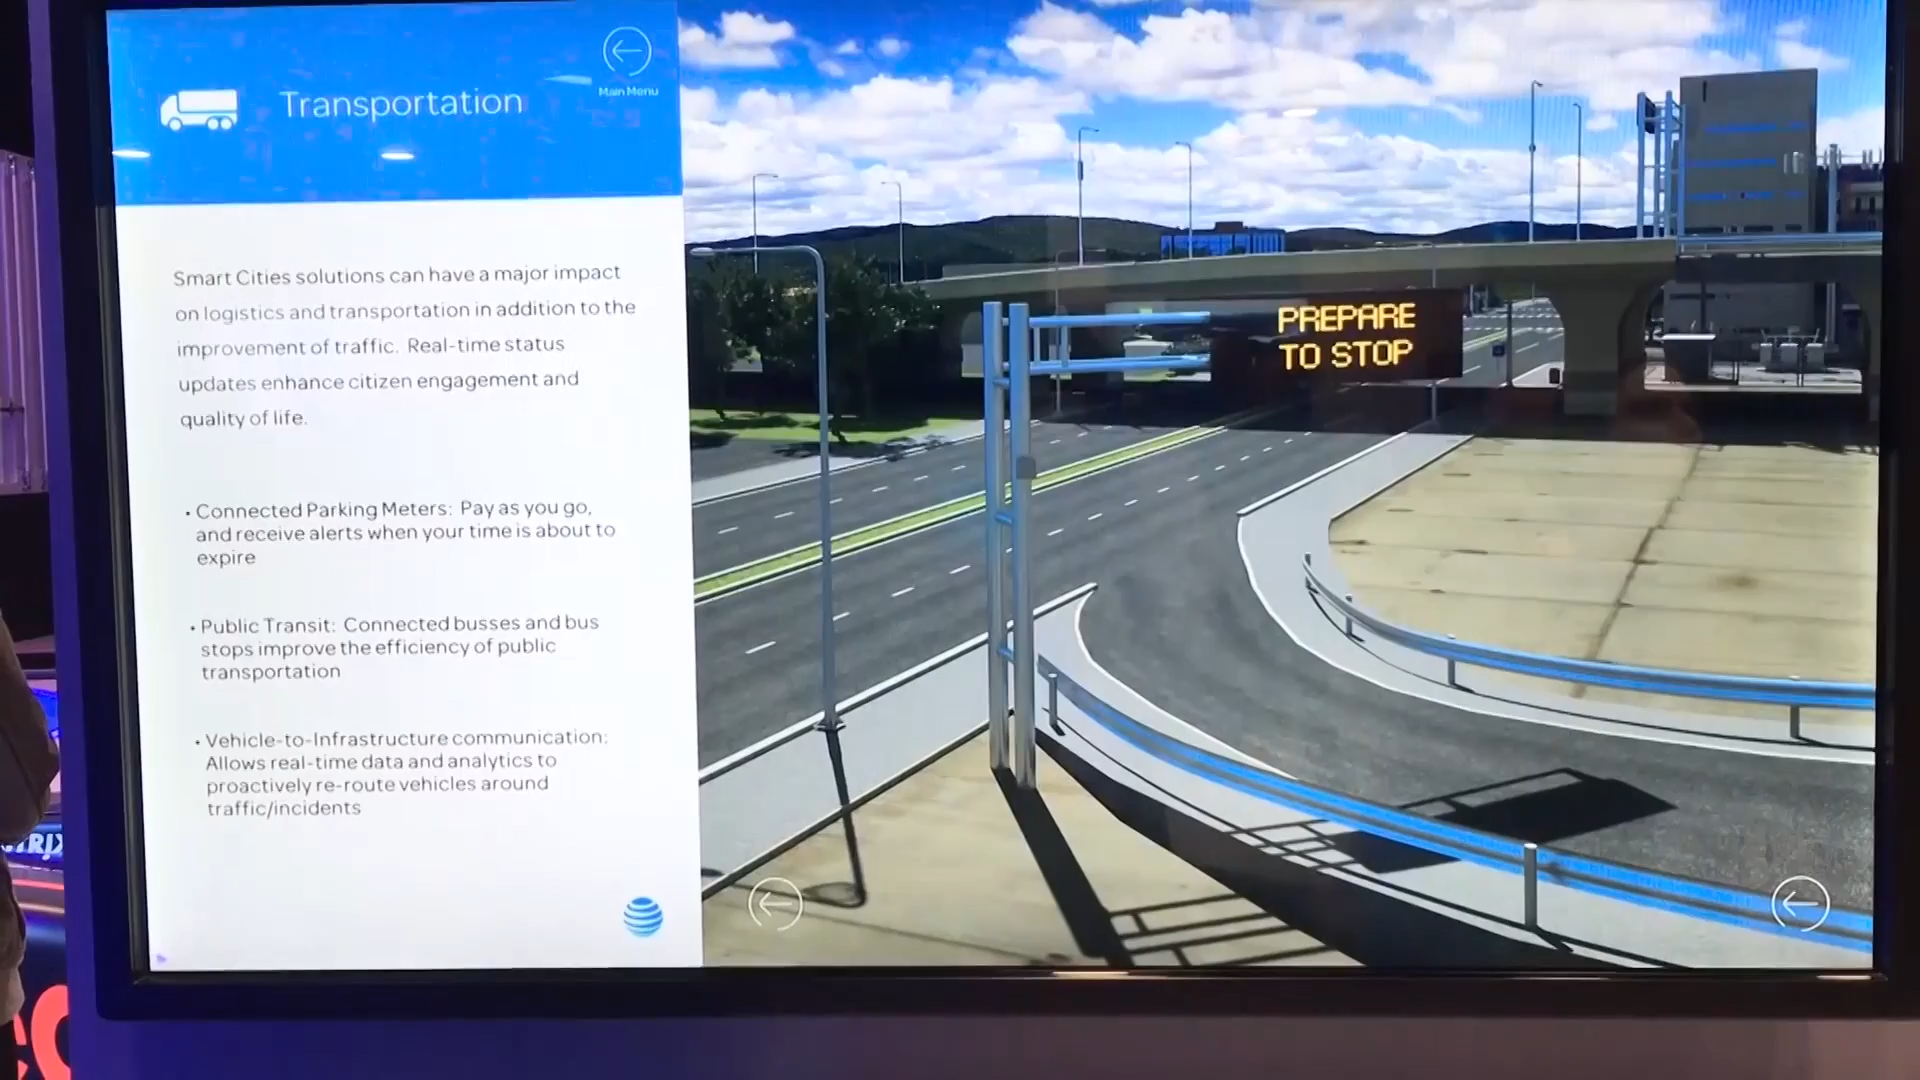 Transportation
Main Menu
Smart Cities solutions can have a major impact
on logistics and transportation in addition to the
improvement of traffic. Real-time status
updates enhance citizen engagement and
quality of life.
• Connected Parking Meters: Pay as you go,
and receive alerts when your time is about to
expire
• Public Transit: Connected busses and bus
stops improve the efficiency of public
transportation
• Vehicle-to-Infrastructure communication:
Allows real-time data and analytics to
proactively re-route vehicles around
traffic/incidents
PREPARE
TO STOP